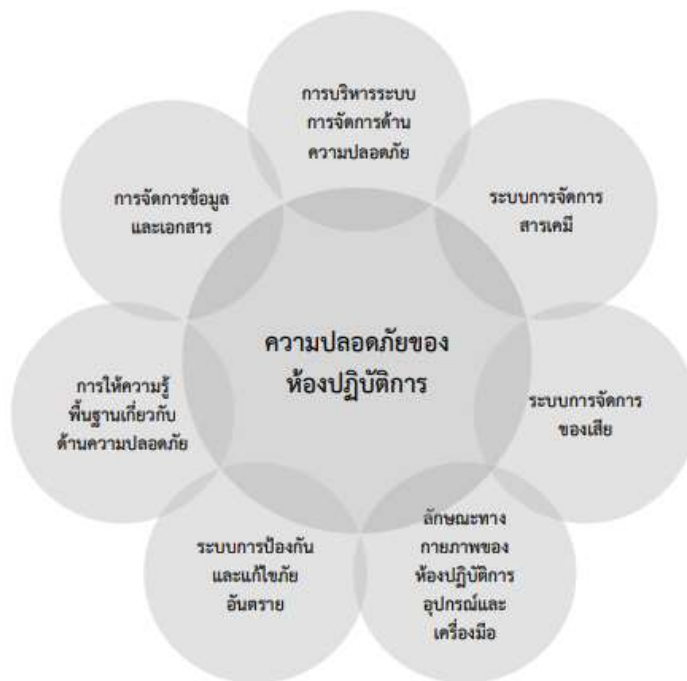 การบริหารระบบ
การจัดการด้าน
ความปลอดภัย
ระบบการจัดการ
สารเคมี
ระบบการจัดการ
ของเสีย
ลักษณะทาง
กายภาพของ
ห้องปฏิบัติการ
อุปกรณ์และ
เครื่องมือ
ระบบการป้องกัน
และแก้ไขภัย
อันตราย
การให้ความรู้
พื้นฐานเกี่ยวกับ
ด้านความปลอดภัย
การจัดการข้อมูล
และเอกสาร
ความปลอดภัยของ
ห้องปฏิบัติการ